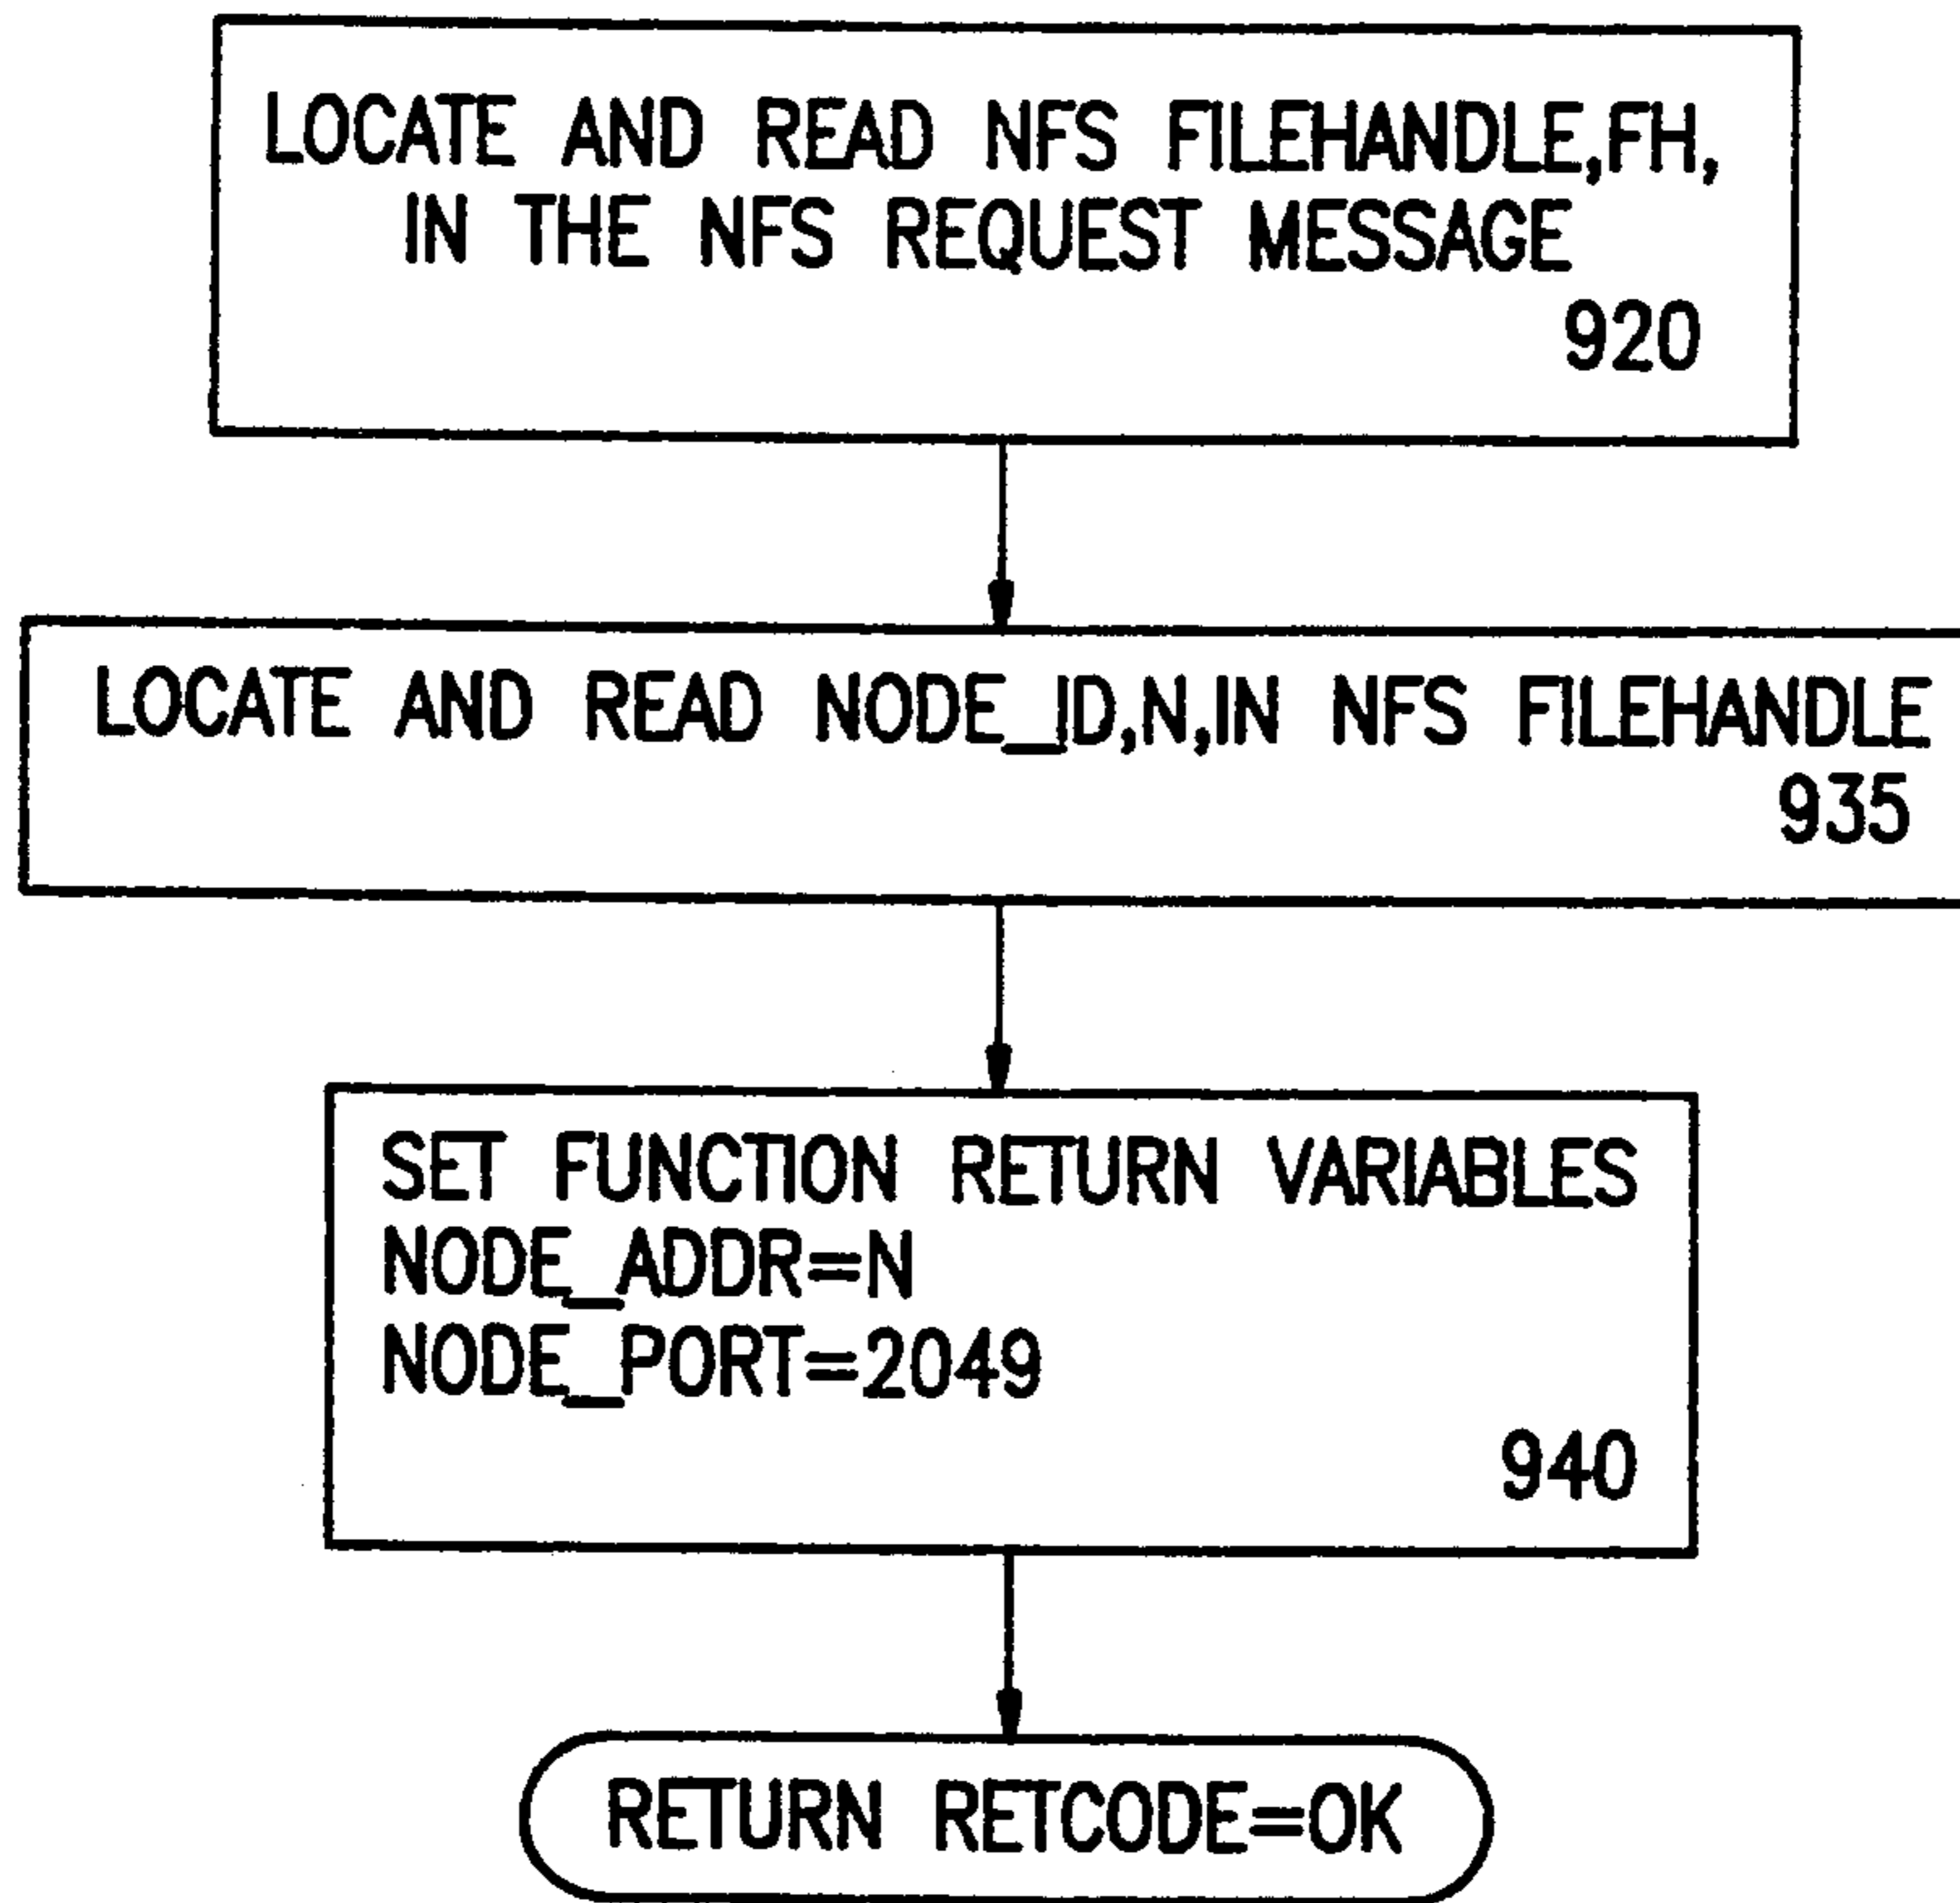 LOCATE AND READ NFS FILEHANDLE,FH,
IN THE NFS REQUEST MESSAGE
920
LOCATE AND READ NODE_ID,N,IN NFS FILEHANDLE
935
SET FUNCTION RETURN VARIABLES
NODE_ADDR=N
NODE_PORT=2049
940
RETURN RETCODE=OK